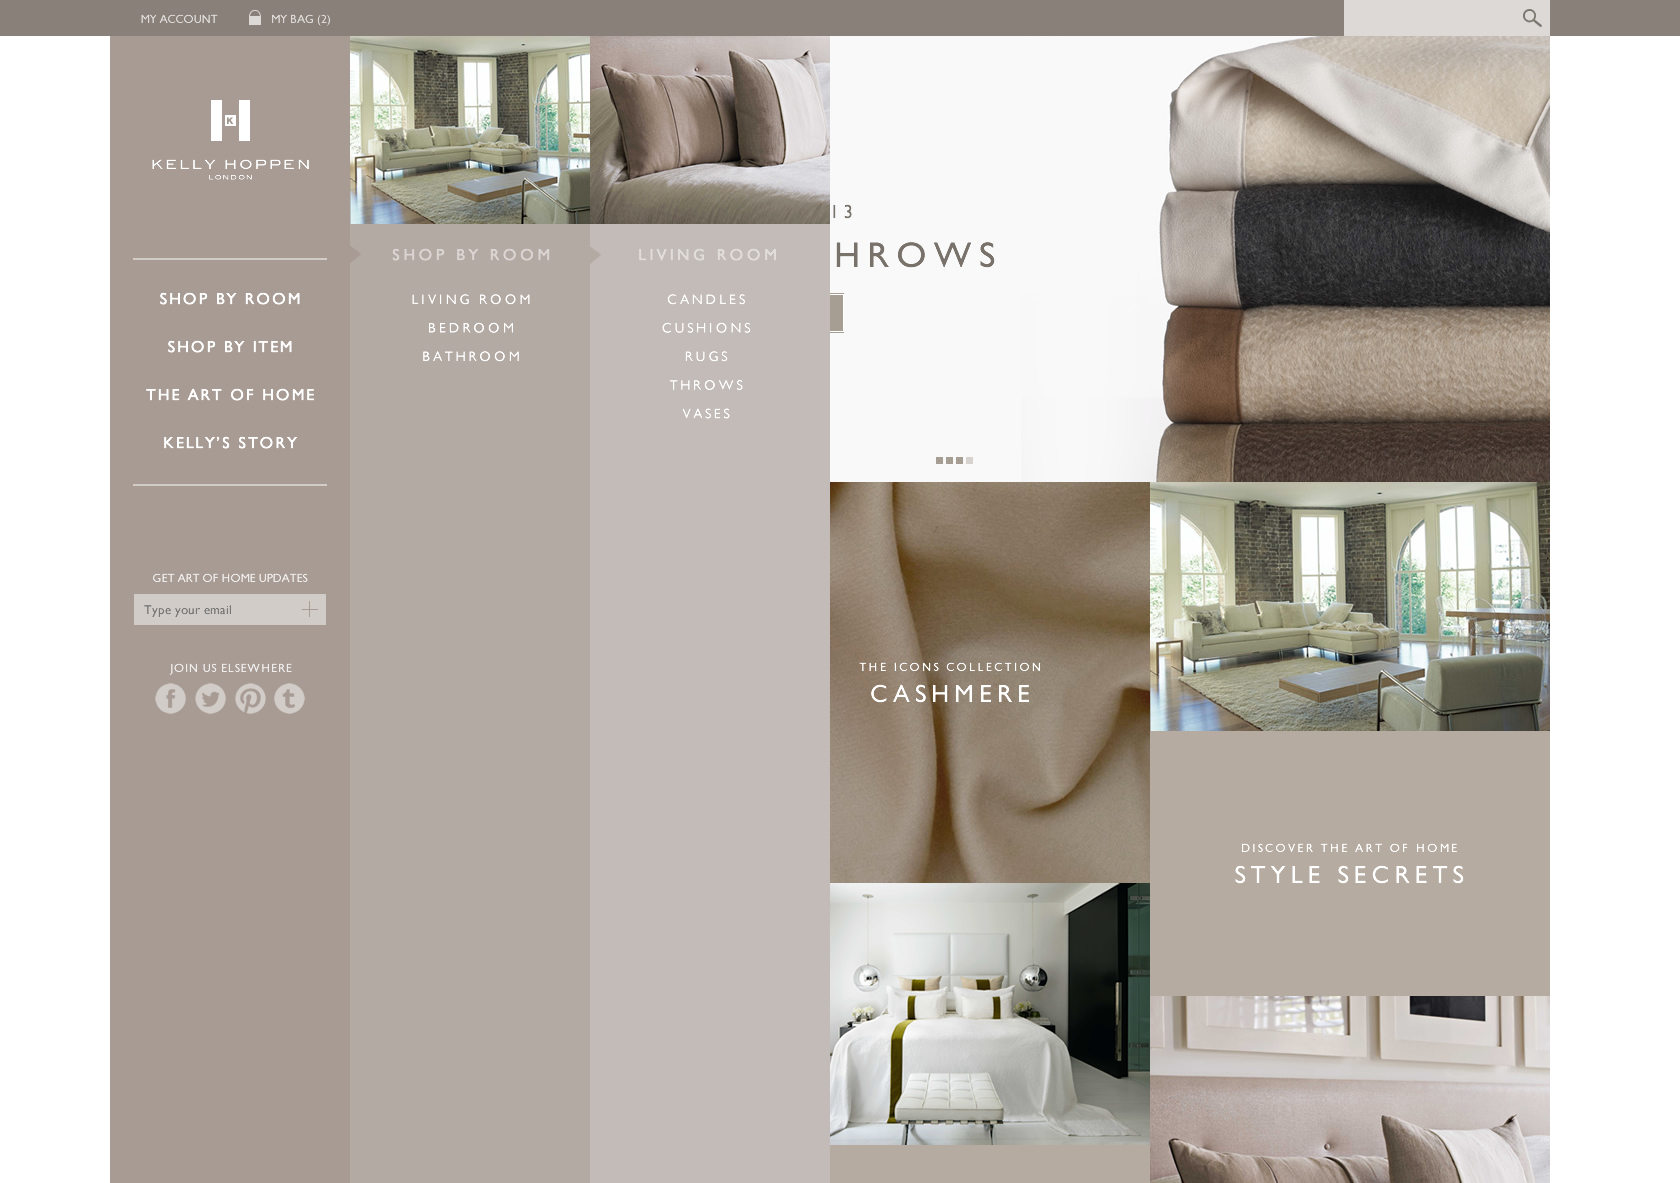 MY ACCOUNT
MY BAG (2)
K
KELLY HOPPEN
LONDON
SHOP BY ROOM
SHOP BY ITEM
THE ART OF HOME
KELLY'S STORY
GET ART OF HOME UPDATES
Type your email
JOIN US ELSEWHERE
SHOP BY ROOM
LIVING ROOM
BEDROOM
BATHROOM
LIVING ROOM
CANDLES
CUSHIONS
RUGS
THROWS
VASES
13
HROWS
THE ICONS COLLECTION
CASHMERE
DISCOVER THE ART OF HOME
STYLE SECRETS